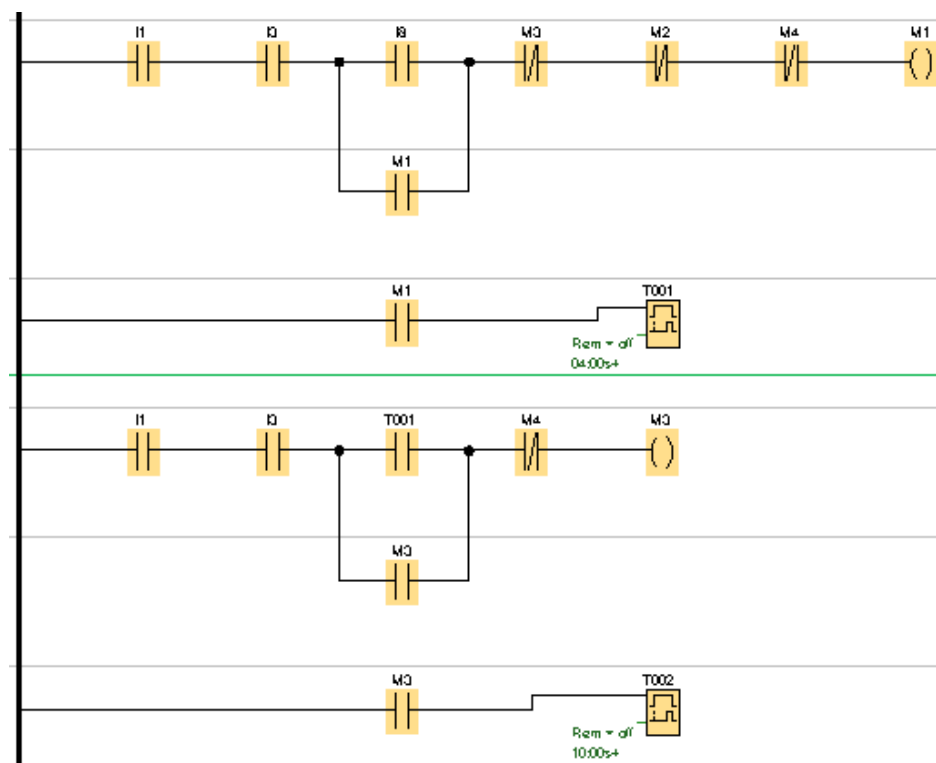 I1 I3 M3 M2 M4 M1
M1
M1 T001
Rem = off
04:00s+
I1 I3 T001 M4 M3
M3
M3 T002
Rem = off
10:00s+